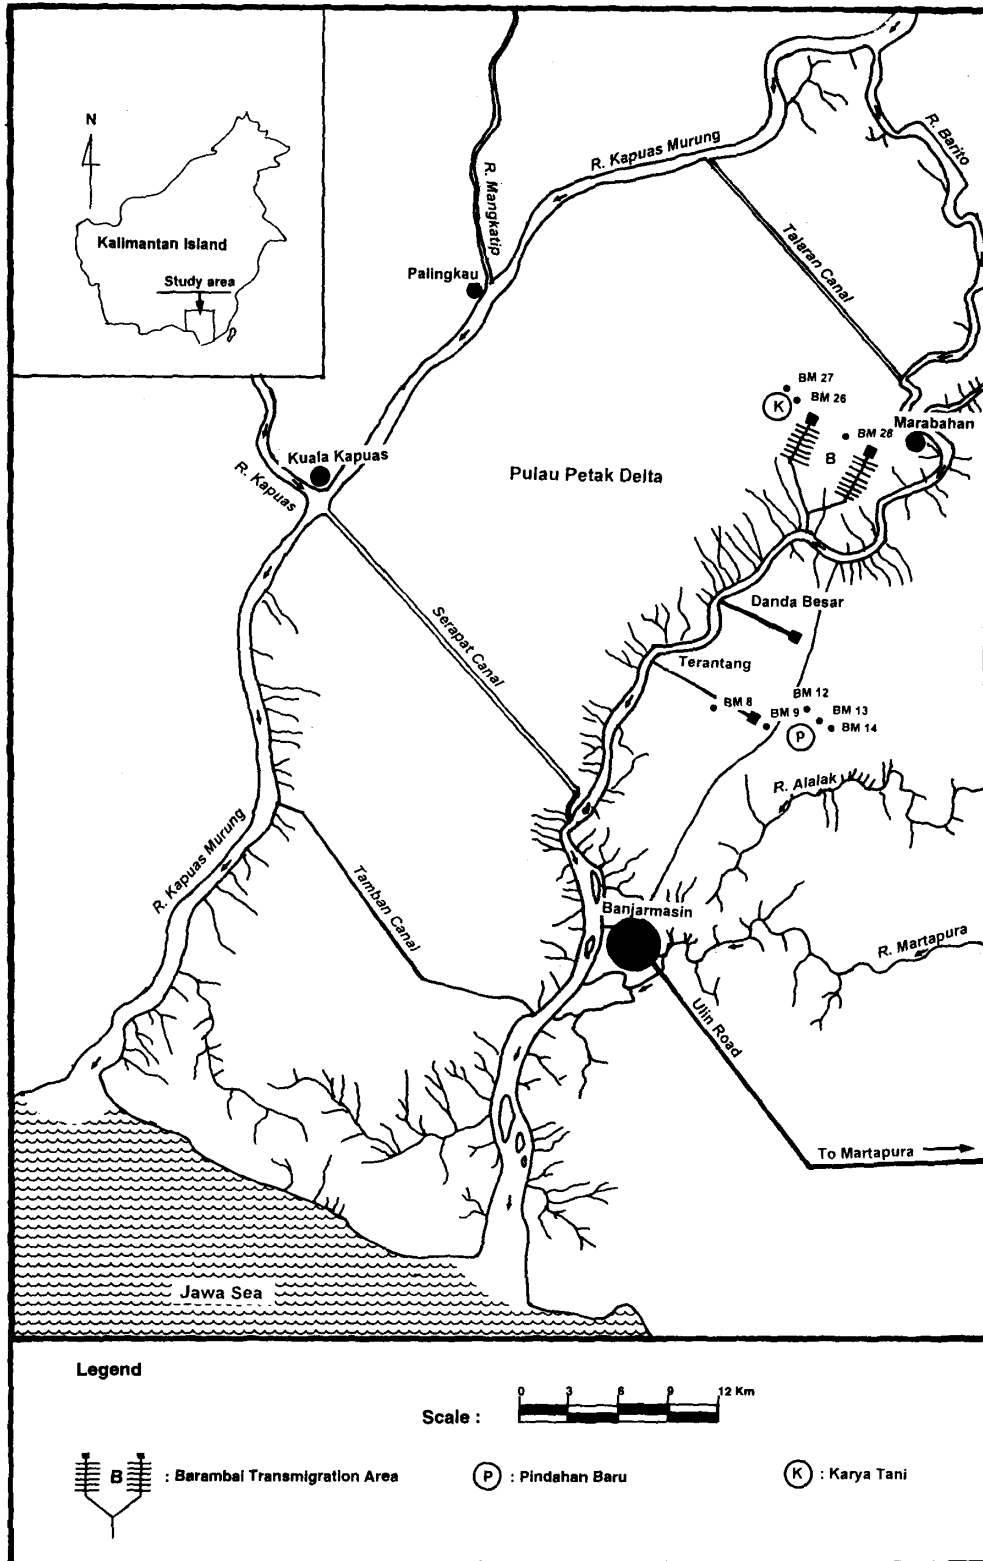 N
Kalimantan Island
Study area
R. Kapuas Murung
R. Barito
R. Mangkatip
Palingkau
Talaran Canal
BM 27
K
BM 26
Marabahan
BM 28
B
Kuala Kapuas
R. Kapuas
Pulau Petak Delta
Danda Besar
Serapat Canal
Terantang
BM 12
BM 8
BM 9
BM 13
P
BM 14
R. Alalak
R. Kapuas Murung
Tamban Canal
Banjarmasin
R. Martapura
Ulin Road
To Martapura
Jawa Sea
Legend
0 3 6 9 12 Km
Scale :
B : Barambai Transmigration Area
P : Pindahan Baru
K : Karya Tani